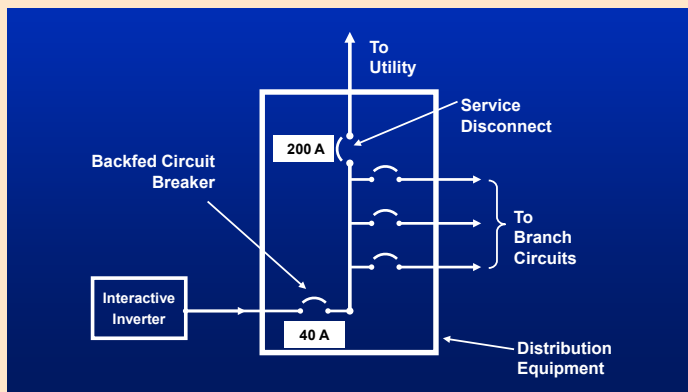 To
Utility
Service
Disconnect
200 A
Backfed Circuit
Breaker
To
Branch
Circuits
Interactive
Inverter
40 A
Distribution
Equipment